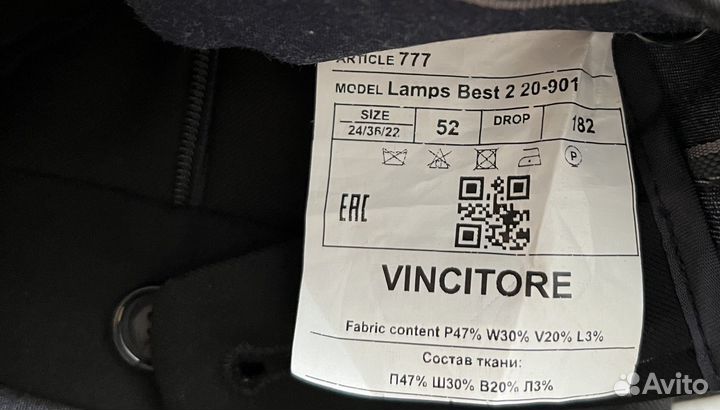 ARTICLE 777
MODEL Lamps Best 2 20-901
SIZE 24/36/22 52 DROP 182
P
EAC
VINCITORE
Fabric content P47% W30% V20% L3%
Состав ткани:
П47% Ш30% В20% Л3%
Avito